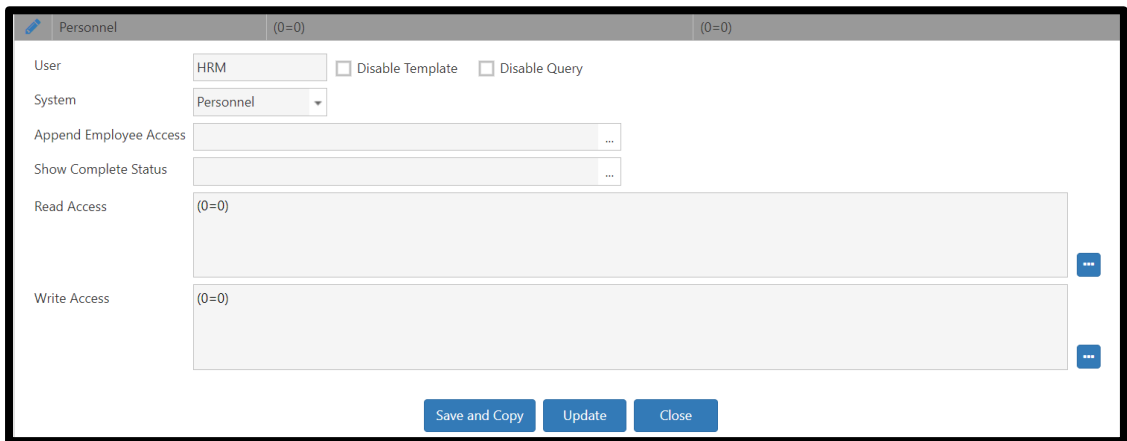 Personnel (0=0) (0=0)
User HRM Disable Template Disable Query
System Personnel
Append Employee Access ...
Show Complete Status ...
Read Access (0=0)
...
Write Access (0=0)
...
Save and Copy Update Close